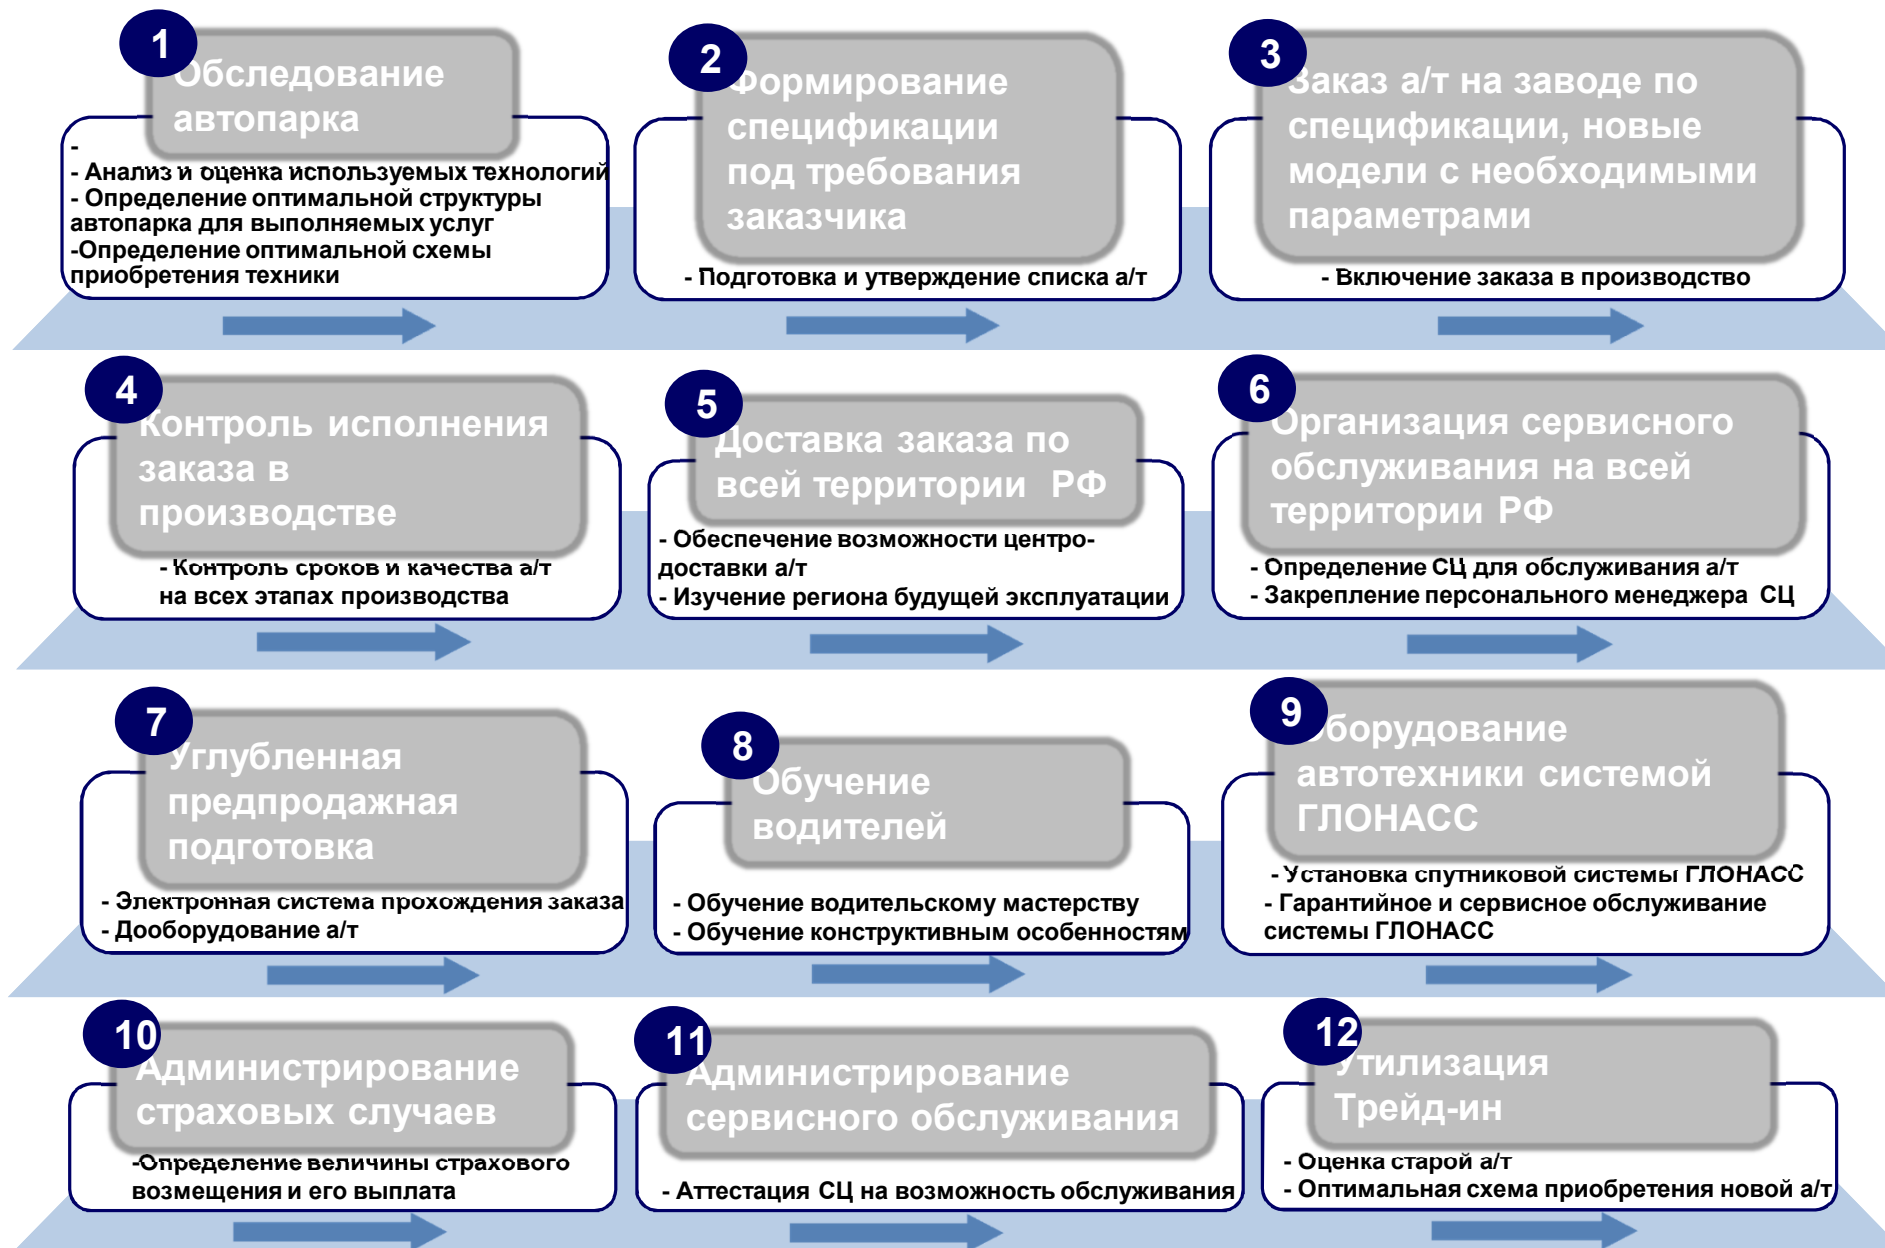 1
Обследование
автопарка
-
- Анализ и оценка используемых технологий
- Определение оптимальной структуры
автопарка для выполняемых услуг
-Определение оптимальной схемы
приобретения техники
2
Формирование
спецификации
под требования
заказчика
- Подготовка и утверждение списка а/т
3
Заказ а/т на заводе по
спецификации, новые
модели с необходимыми
параметрами
- Включение заказа в производство
4
Контроль исполнения
заказа в
производстве
- Контроль сроков и качества а/т
на всех этапах производства
5
Доставка заказа по
всей территории РФ
- Обеспечение возможности центро-
доставки а/т
- Изучение региона будущей эксплуатации
6
Организация сервисного
обслуживания на всей
территории РФ
- Определение СЦ для обслуживания а/т
- Закрепление персонального менеджера СЦ
7
Углубленная
предпродажная
подготовка
- Электронная система прохождения заказа
- Дооборудование а/т
8
Обучение
водителей
- Обучение водительскому мастерству
- Обучение конструктивным особенностям
9
Оборудование
автотехники системой
ГЛОНАСС
- Установка спутниковой системы ГЛОНАСС
- Гарантийное и сервисное обслуживание
системы ГЛОНАСС
10
Администрирование
страховых случаев
-Определение величины страхового
возмещения и его выплата
11
Администрирование
сервисного обслуживания
- Аттестация СЦ на возможность обслуживания
12
Утилизация
Трейд-ин
- Оценка старой а/т
- Оптимальная схема приобретения новой а/т